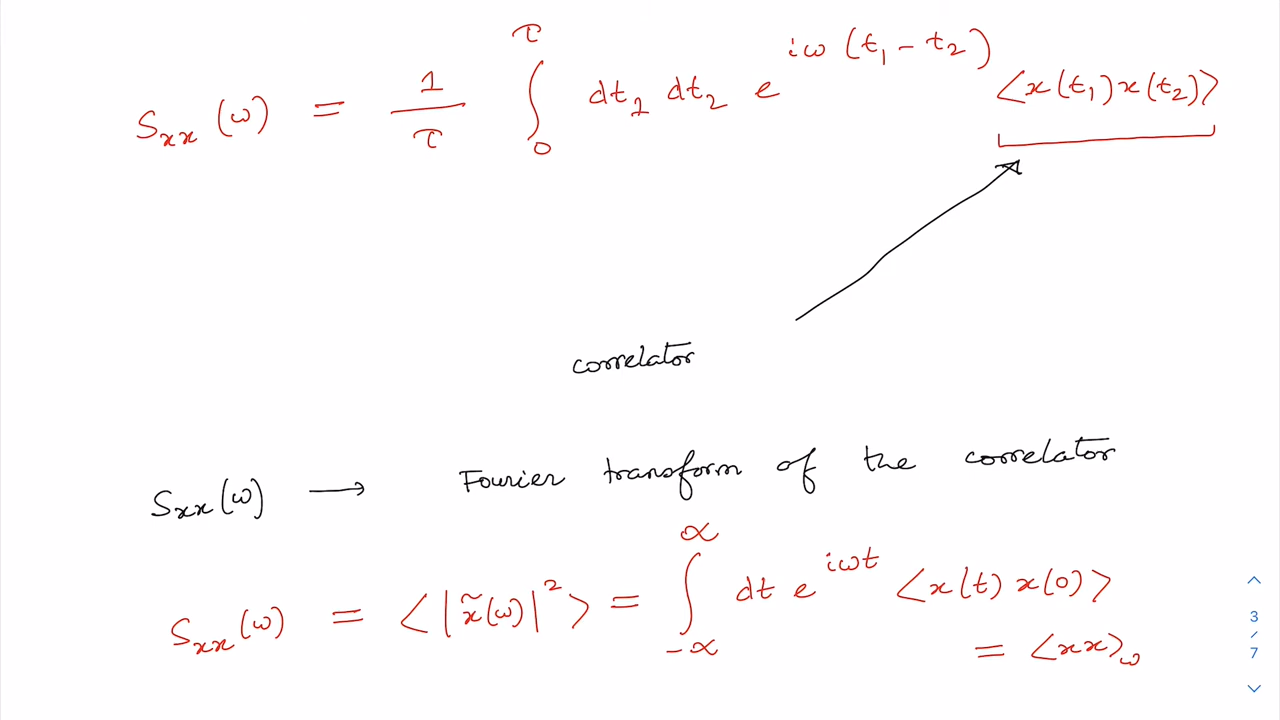 S_xx(ω) = 1/τ ∫_0^τ dt_1 dt_2 e^{iω(t_1 - t_2)} <x(t_1)x(t_2)>
correlator
S_xx(ω) → Fourier transform of the correlator
S_xx(ω) = <|x̃(ω)|^2> = ∫_{-∞}^{∞} dt e^{iωt} <x(t)x(0)>
= <xx>_ω
3
/
7